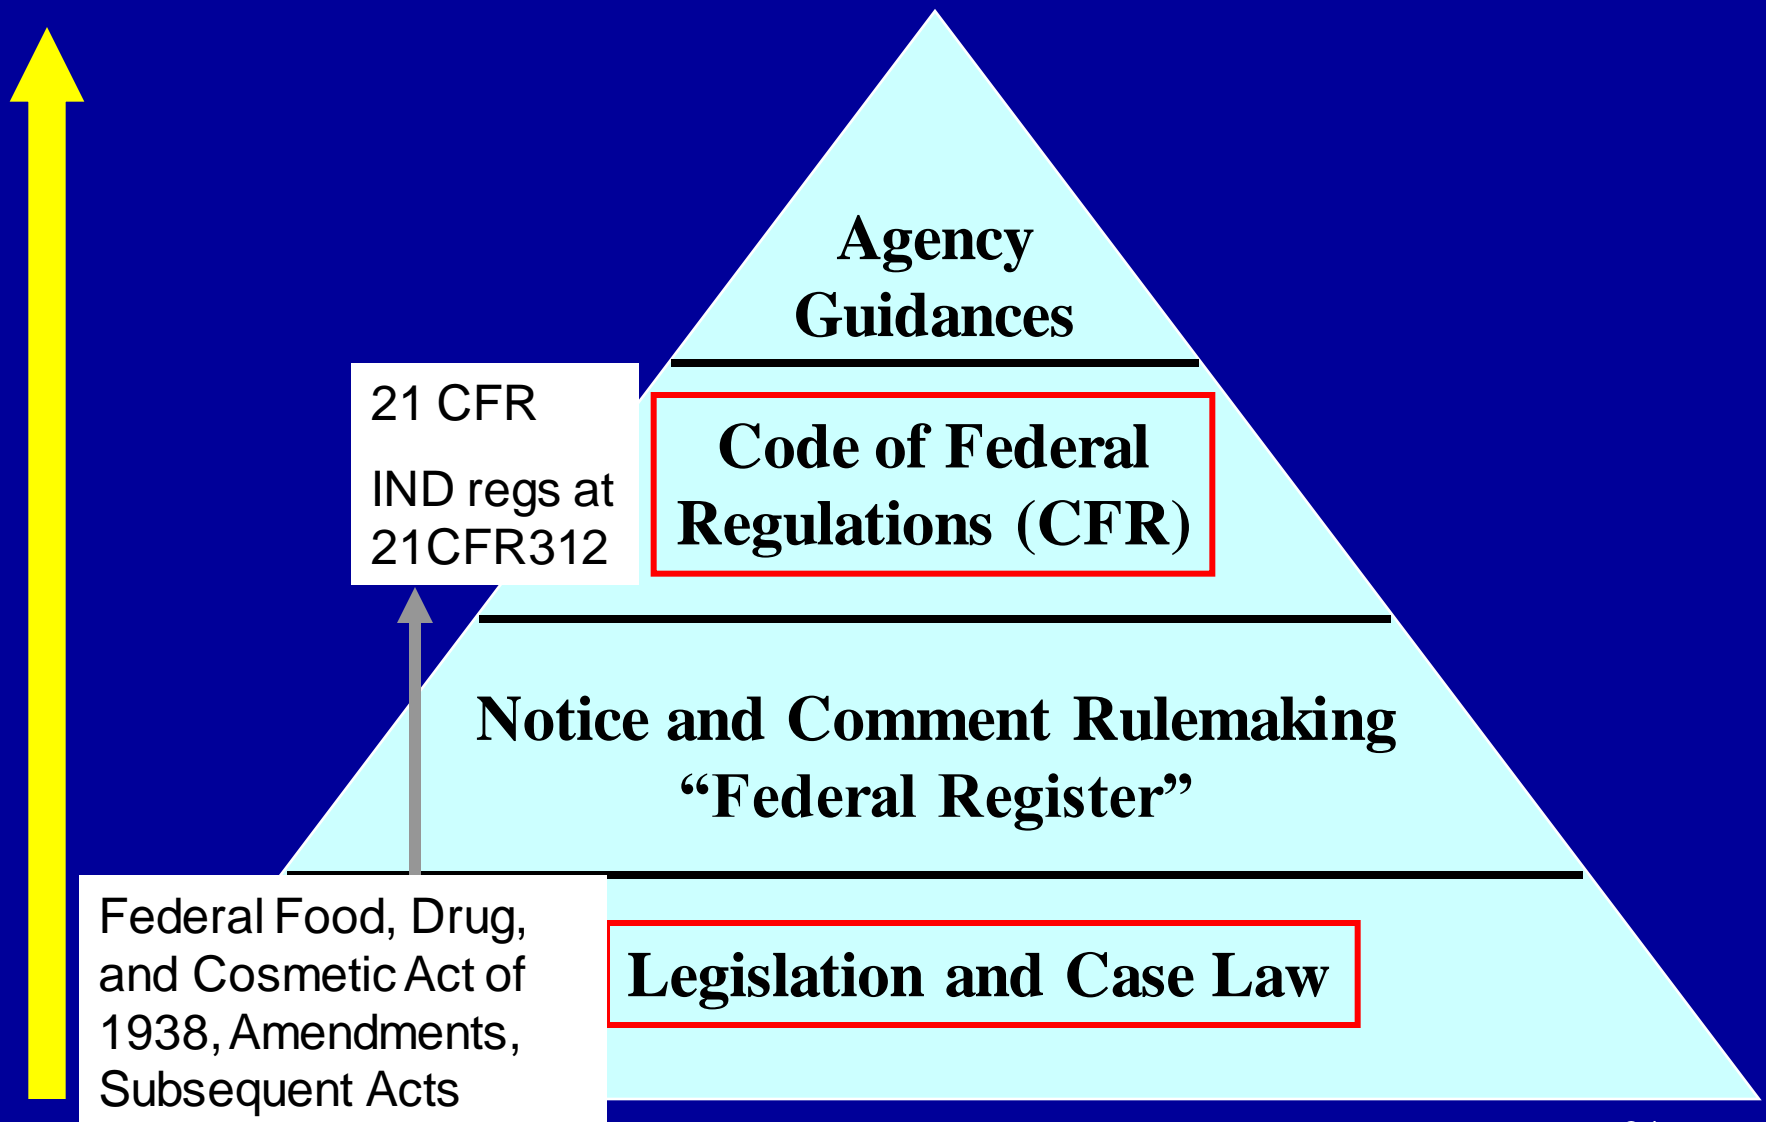 Agency
Guidances
21 CFR
IND regs at
21CFR312
Code of Federal
Regulations (CFR)
Notice and Comment Rulemaking
“Federal Register”
Federal Food, Drug,
and Cosmetic Act of
1938, Amendments,
Subsequent Acts
Legislation and Case Law